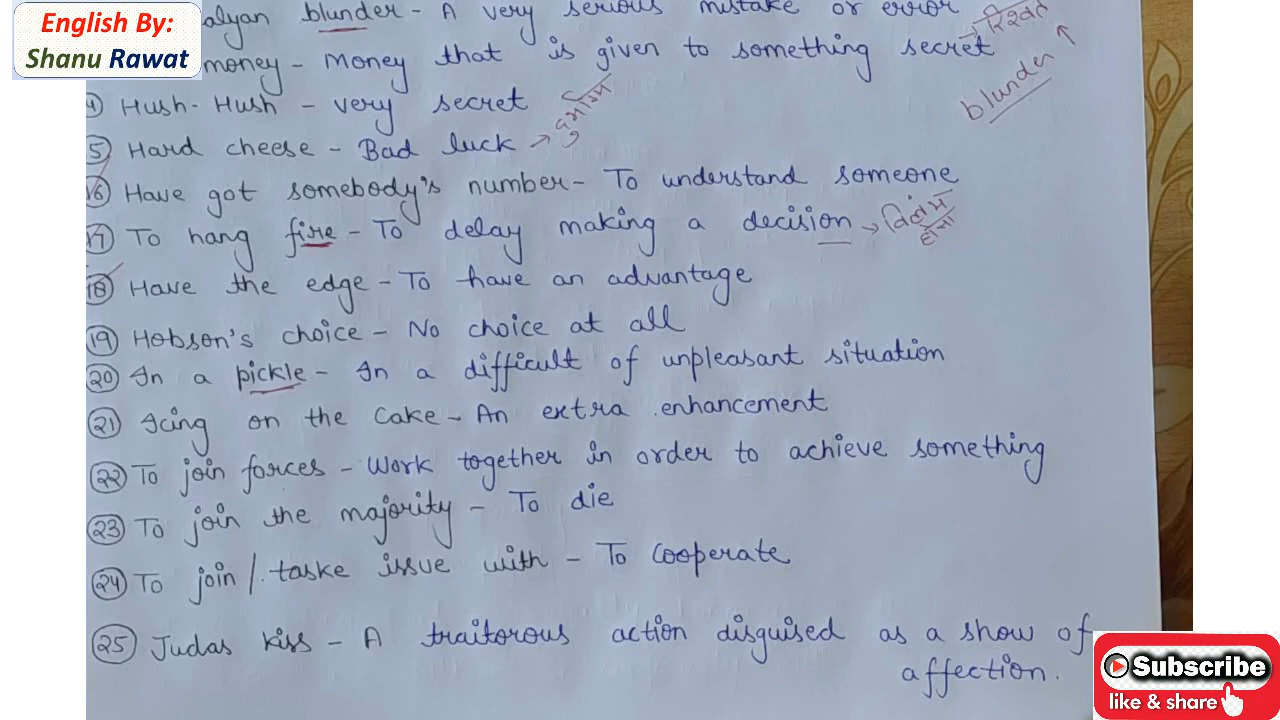 English By:
Shanu Rawat
alyan blunder - A very serious mistake or error
money - Money that is given to something secret
→ रिश्वत
blunder ↑
Hush-Hush - very secret
15 Hard cheese - Bad luck →
16 Have got somebody's number - To understand someone
17 To hang fire - To delay making a decision → विलंब होना
18 Have the edge - To have an advantage
19 Hobson's choice - No choice at all
20 In a pickle - In a difficult of unpleasant situation
21 Icing on the Cake - An extra enhancement
22 To join forces - Work together in order to achieve something
23 To join the majority - To die
24 To join / taske issue with - To cooperate
25 Judas kiss - A traitorous action disguised as a show of
affection.
Subscribe
like & share